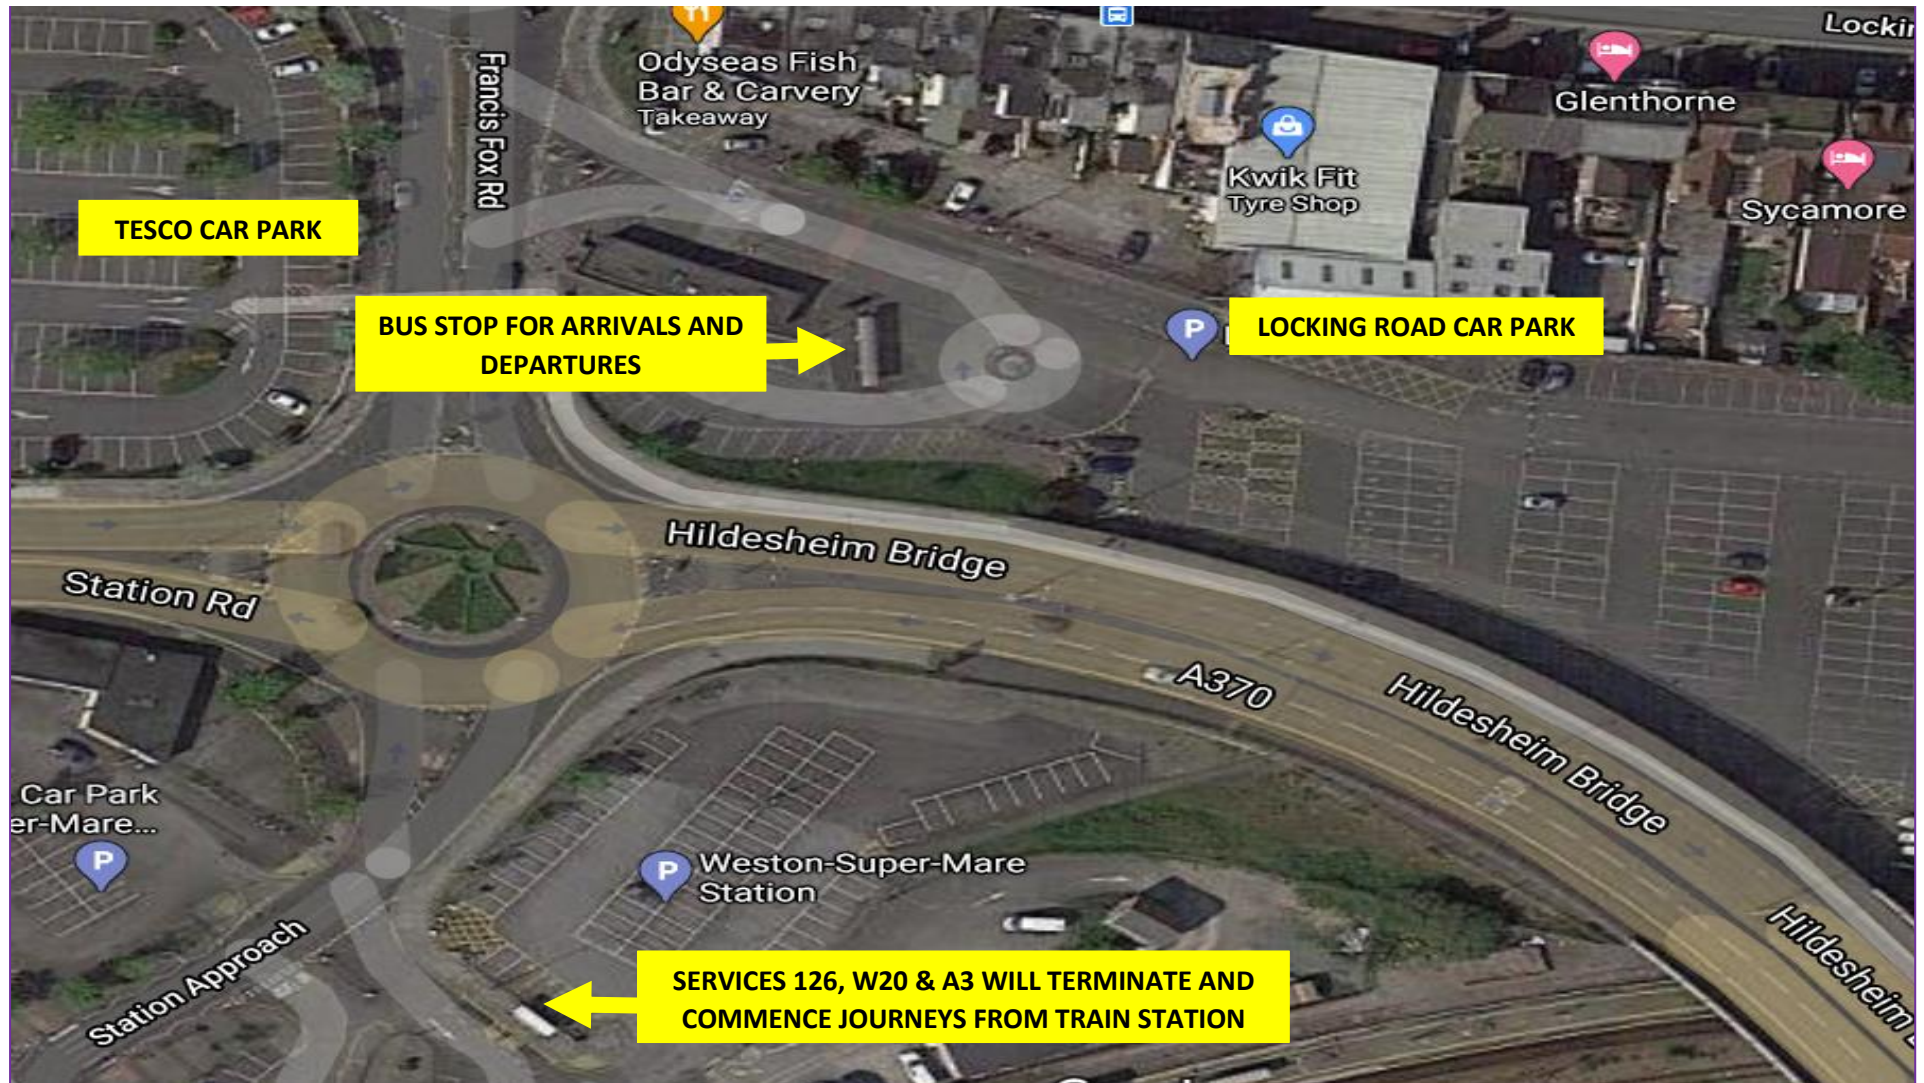 Lockin
Odyseas Fish
Bar & Carvery
Takeaway
Francis Fox Rd
Glenthorne
Kwik Fit
Tyre Shop
Sycamore
TESCO CAR PARK
BUS STOP FOR ARRIVALS AND
DEPARTURES
P
LOCKING ROAD CAR PARK
Hildesheim Bridge
Station Rd
A370
Hildesheim Bridge
Car Park
er-Mare...
P
P
Weston-Super-Mare
Station
Hildesheim
Station Approach
SERVICES 126, W20 & A3 WILL TERMINATE AND
COMMENCE JOURNEYS FROM TRAIN STATION